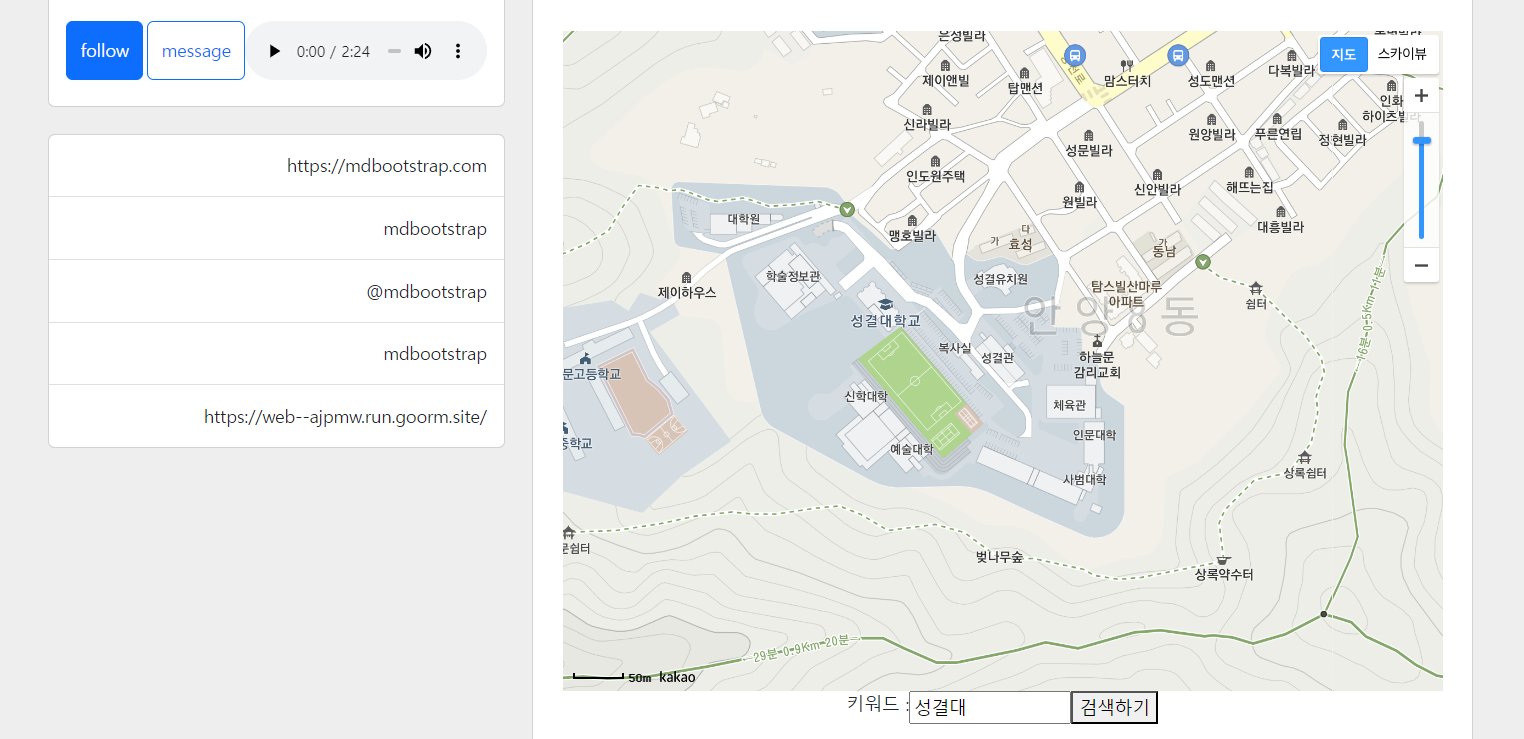 follow
message
0:00 / 2:24
https://mdbootstrap.com
mdbootstrap
@mdbootstrap
mdbootstrap
https://web--ajpmw.run.goorm.site/
은성빌라
지도
스카이뷰
제이앤빌
탑맨션
맘스터치
성도맨션
다복빌라
인화
하이츠빌라
신라빌라
성문빌라
원앙빌라
푸른연립
정현빌라
인도원주택
원빌라
신안빌라
해뜨는집
대학원
맹호빌라
가
다
효성
가
동남
대흥빌라
학술정보관
성결유치원
제이하우스
탐스빌산마루
아파트
쉼터
안양8동
성결대학교
복사실
성결관
하늘문
감리교회
16분 0.5Km 11분
문고등학교
신학대학
체육관
중학교
예술대학
인문대학
사범대학
상록쉼터
문쉼터
벚나무숲
상록약수터
29분 0.9Km 20분
50m kakao
키워드 :
성결대
검색하기